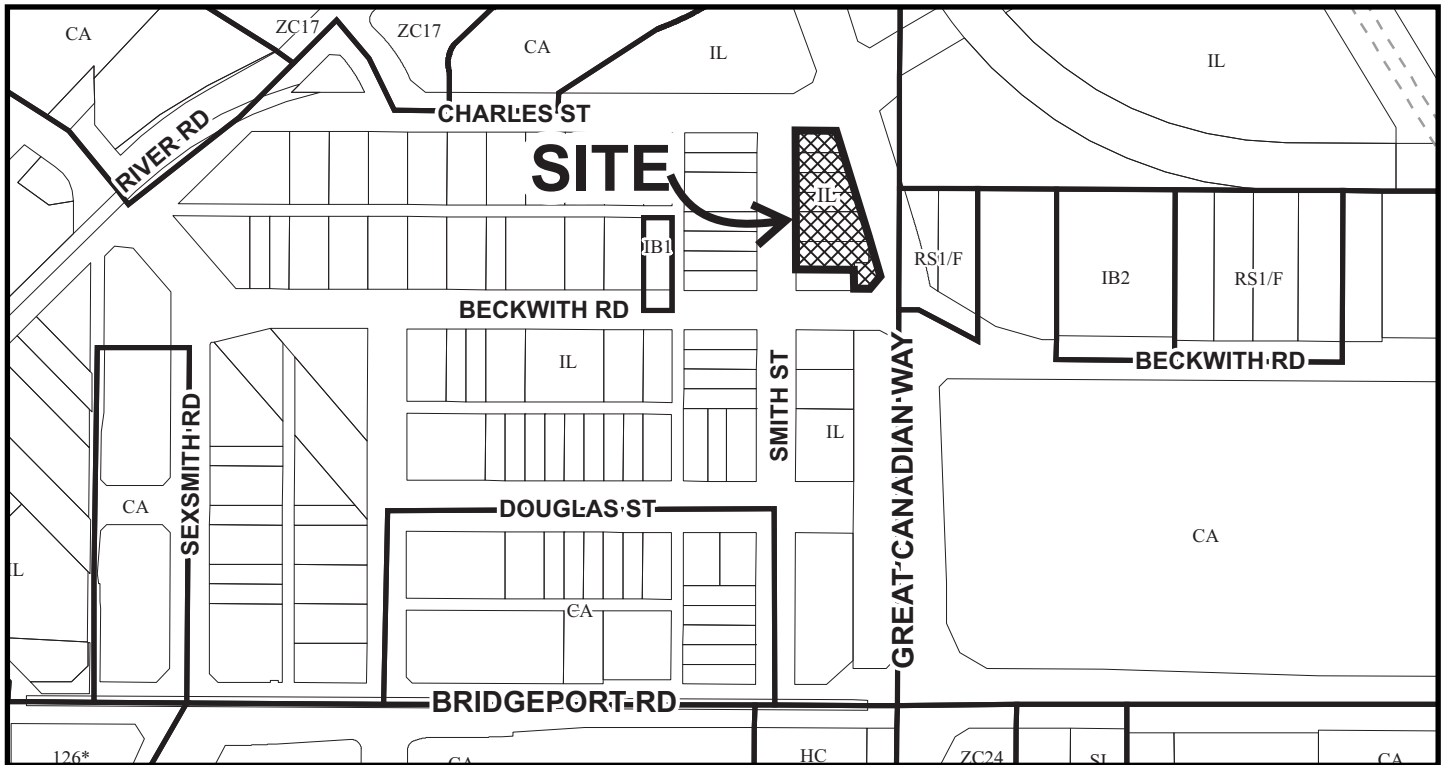 CA
ZC17
ZC17
CA
IL
IL
CHARLES ST
RIVER RD
SITE
IL
IB1
RS1/F
IB2
RS1/F
BECKWITH RD
BECKWITH RD
IL
SMITH ST
IL
GREAT CANADIAN WAY
SEXSMITH RD
CA
DOUGLAS ST
CA
IL
CA
BRIDGEPORT RD
126*
CA
HC
ZC24
SI
CA